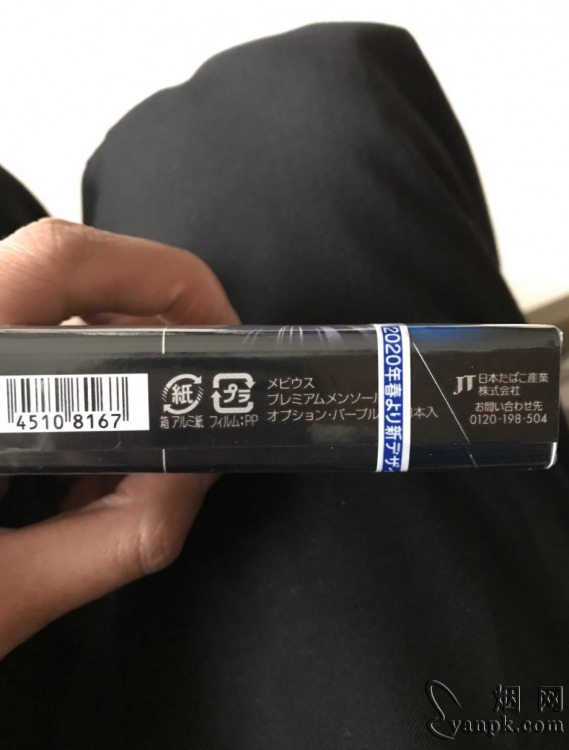 4510 8167
紙
箱 アルミ紙
プラ
フィルム:PP
メビウス
プレミアムメンソール
オプション・パープル 本入
2020年春より新デザ
JT 日本たばこ産業
株式会社
お問い合わせ先
0120-198-504
烟网
yanpk.com